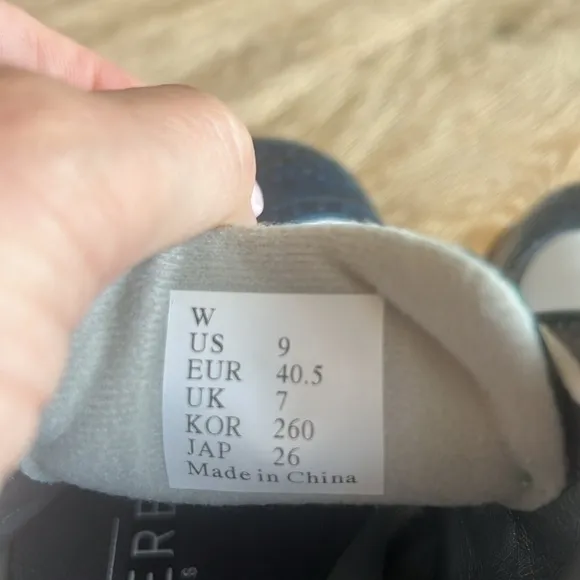 W
US 9
EUR 40.5
UK 7
KOR 260
JAP 26
Made in China